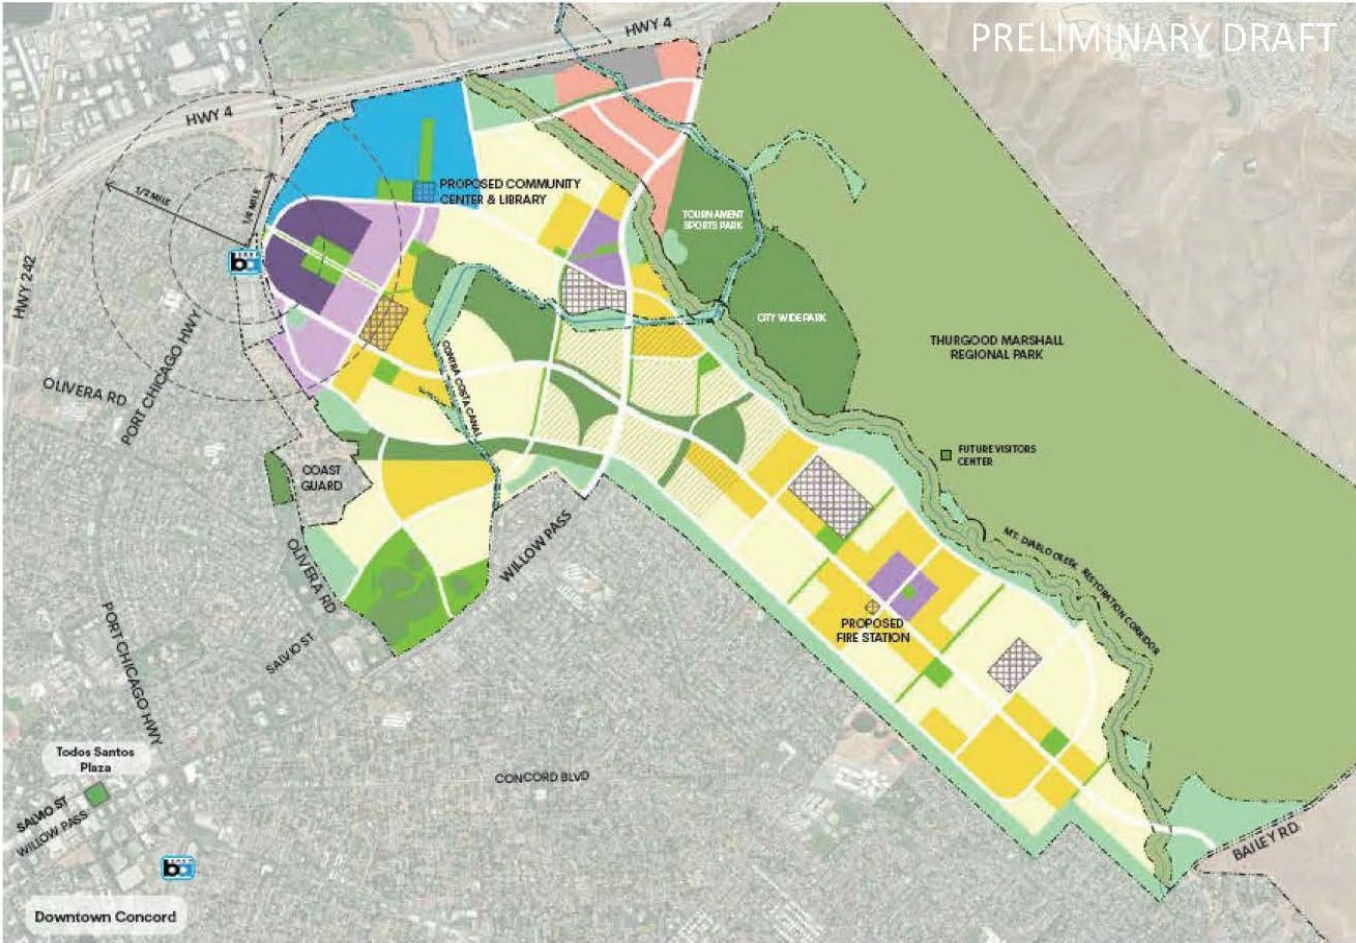 PRELIMINARY DRAFT
HWY 4
HWY 4
1/2 MILE
1/4 MILE
PROPOSED COMMUNITY
CENTER & LIBRARY
TOURNAMENT
SPORTS PARK
ba
HWY 242
CITY WIDE PARK
THURGOOD MARSHALL
REGIONAL PARK
PORT CHICAGO HWY
OLIVERA RD
CONTRA COSTA CANAL
FUTURE VISITORS
CENTER
COAST
GUARD
WILLOW PASS
MT. DIABLO CREEK RESTORATION CORRIDOR
OLIVERA RD
PROPOSED
FIRE STATION
SALVIO ST
PORT CHICAGO HWY
Todos Santos
Plaza
CONCORD BLVD
SALVIO ST
WILLOW PASS
BAILEY RD
ba
Downtown Concord